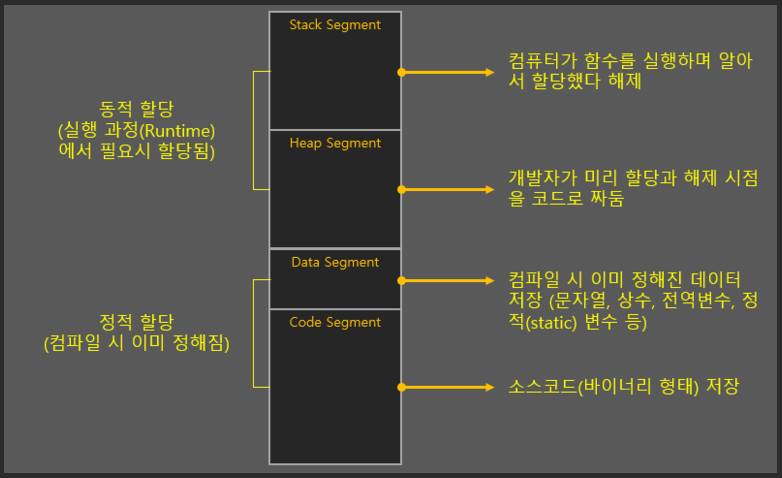 Stack Segment
컴퓨터가 함수를 실행하며 알아
서 할당했다 해제
동적 할당
(실행 과정(Runtime)
에서 필요시 할당됨)
Heap Segment
개발자가 미리 할당과 해제 시점
을 코드로 짜둠
Data Segment
컴파일 시 이미 정해진 데이터
저장 (문자열, 상수, 전역변수, 정
적(static) 변수 등)
정적 할당
(컴파일 시 이미 정해짐)
Code Segment
소스코드(바이너리 형태) 저장